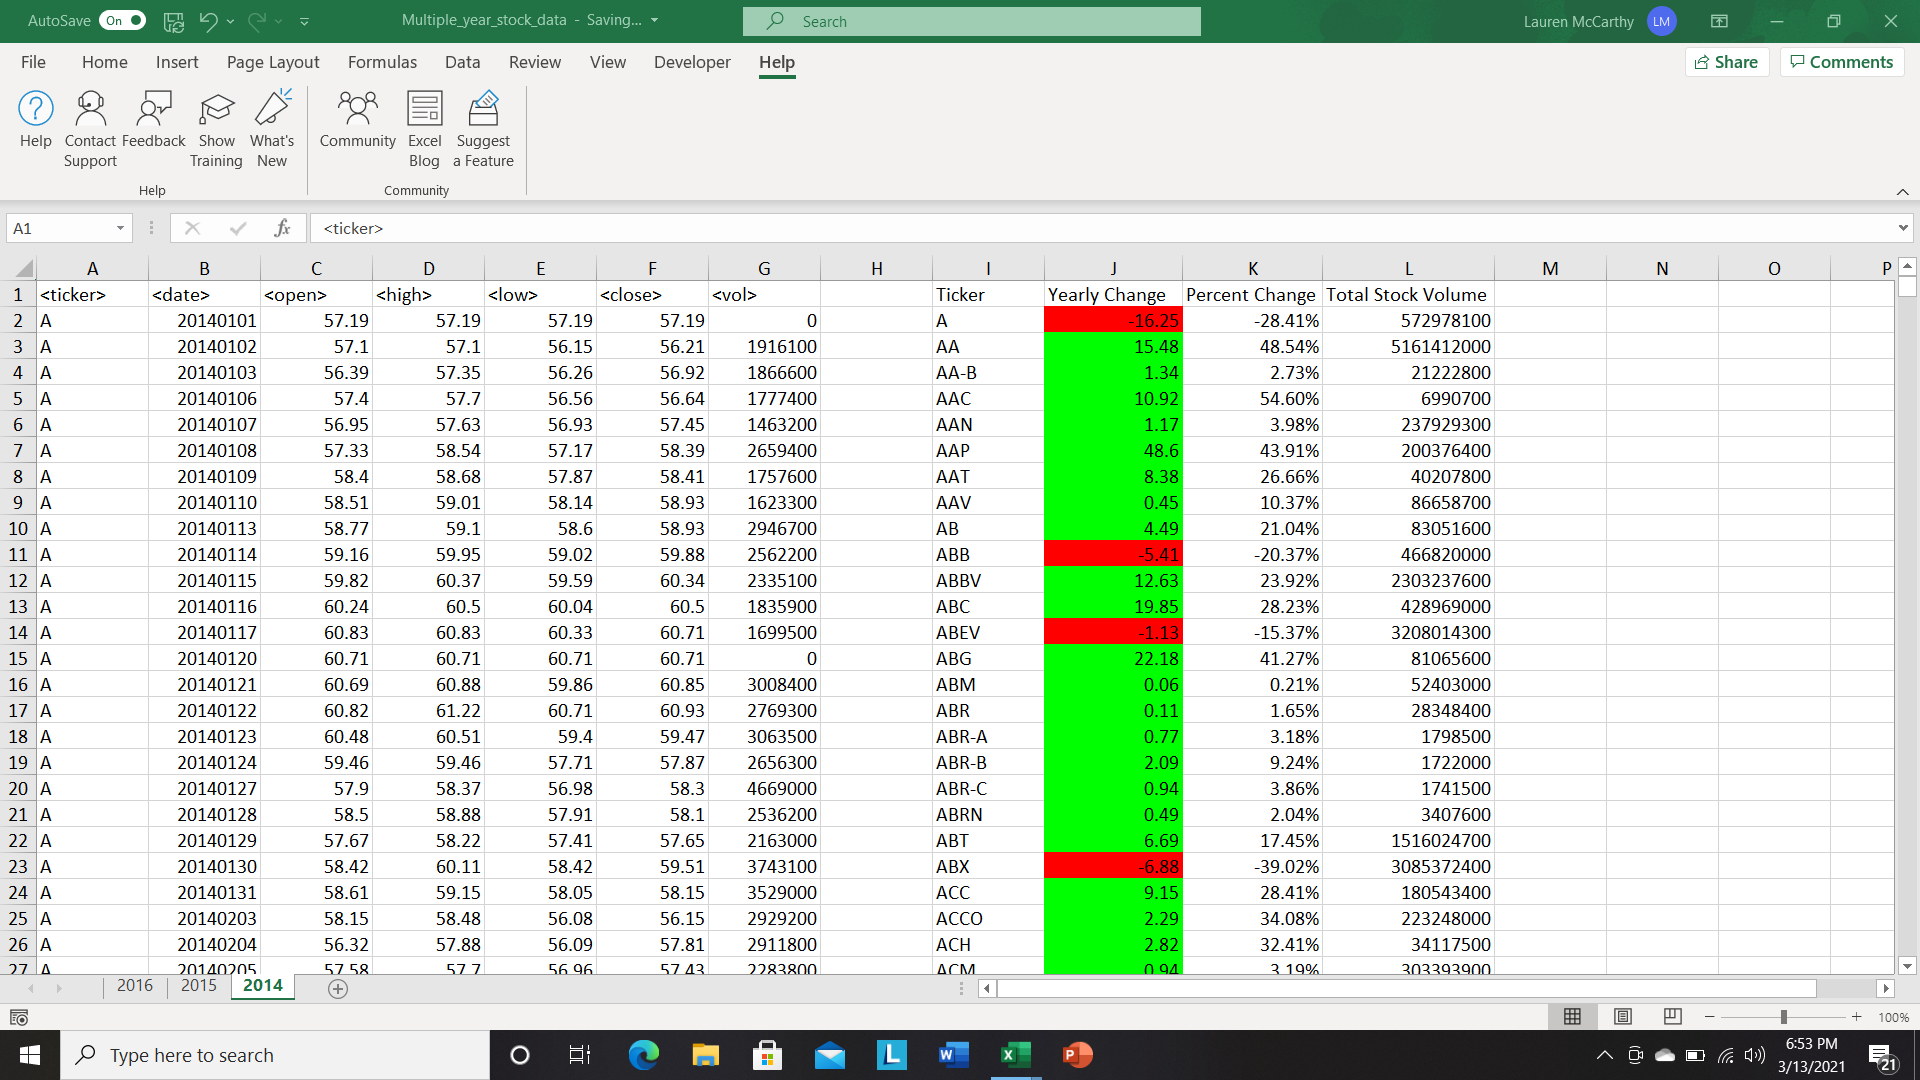 AutoSave On Multiple_year_stock_data - Saving... Search Lauren McCarthy LM
File Home Insert Page Layout Formulas Data Review View Developer Help Share Comments
Help Contact Support Feedback Show Training What's New Community Excel Blog Suggest a Feature
Help Community
A1 fx <ticker>
A B C D E F G H I J K L M N O P
1 <ticker> <date> <open> <high> <low> <close> <vol> Ticker Yearly Change Percent Change Total Stock Volume
2 A 20140101 57.19 57.19 57.19 57.19 0 A -16.25 -28.41% 572978100
3 A 20140102 57.1 57.1 56.15 56.21 1916100 AA 15.48 48.54% 5161412000
4 A 20140103 56.39 57.35 56.26 56.92 1866600 AA-B 1.34 2.73% 21222800
5 A 20140106 57.4 57.7 56.56 56.64 1777400 AAC 10.92 54.60% 6990700
6 A 20140107 56.95 57.63 56.93 57.45 1463200 AAN 1.17 3.98% 237929300
7 A 20140108 57.33 58.54 57.17 58.39 2659400 AAP 48.6 43.91% 200376400
8 A 20140109 58.4 58.68 57.87 58.41 1757600 AAT 8.38 26.66% 40207800
9 A 20140110 58.51 59.01 58.14 58.93 1623300 AAV 0.45 10.37% 86658700
10 A 20140113 58.77 59.1 58.6 58.93 2946700 AB 4.49 21.04% 83051600
11 A 20140114 59.16 59.95 59.02 59.88 2562200 ABB -5.41 -20.37% 466820000
12 A 20140115 59.82 60.37 59.59 60.34 2335100 ABBV 12.63 23.92% 2303237600
13 A 20140116 60.24 60.5 60.04 60.5 1835900 ABC 19.85 28.23% 428969000
14 A 20140117 60.83 60.83 60.33 60.71 1699500 ABEV -1.13 -15.37% 3208014300
15 A 20140120 60.71 60.71 60.71 60.71 0 ABG 22.18 41.27% 81065600
16 A 20140121 60.69 60.88 59.86 60.85 3008400 ABM 0.06 0.21% 52403000
17 A 20140122 60.82 61.22 60.71 60.93 2769300 ABR 0.11 1.65% 28348400
18 A 20140123 60.48 60.51 59.4 59.47 3063500 ABR-A 0.77 3.18% 1798500
19 A 20140124 59.46 59.46 57.71 57.87 2656300 ABR-B 2.09 9.24% 1722000
20 A 20140127 57.9 58.37 56.98 58.3 4669000 ABR-C 0.94 3.86% 1741500
21 A 20140128 58.5 58.88 57.91 58.1 2536200 ABRN 0.49 2.04% 3407600
22 A 20140129 57.67 58.22 57.41 57.65 2163000 ABT 6.69 17.45% 1516024700
23 A 20140130 58.42 60.11 58.42 59.51 3743100 ABX -6.88 -39.02% 3085372400
24 A 20140131 58.61 59.15 58.05 58.15 3529000 ACC 9.15 28.41% 180543400
25 A 20140203 58.15 58.48 56.08 56.15 2929200 ACCO 2.29 34.08% 223248000
26 A 20140204 56.32 57.88 56.09 57.81 2911800 ACH 2.82 32.41% 34117500
27 A 20140205 57.58 57.7 56.96 57.43 2283800 ACM 0.94 3.19% 303393900
2016 2015 2014
100%
Type here to search L W X P 6:53 PM
3/13/2021 21